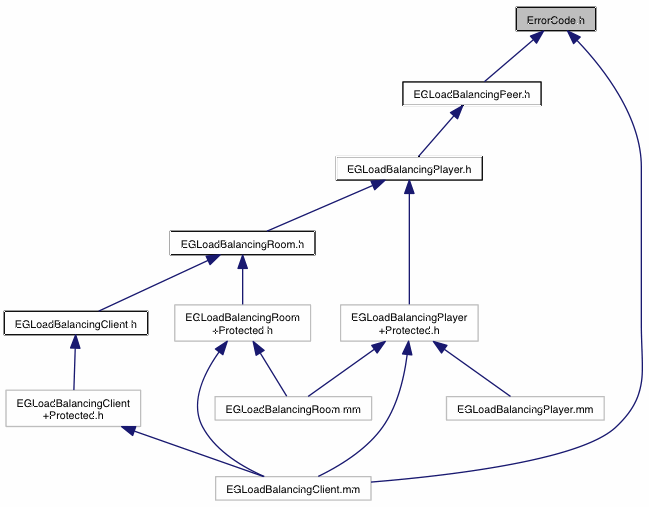 ErrorCode.h
EGLoadBalancingPeer.h
EGLoadBalancingPlayer.h
EGLoadBalancingRoom.h
EGLoadBalancingClient.h
EGLoadBalancingRoom
+Protected.h
EGLoadBalancingPlayer
+Protected.h
EGLoadBalancingClient
+Protected.h
EGLoadBalancingRoom.mm
EGLoadBalancingPlayer.mm
EGLoadBalancingClient.mm